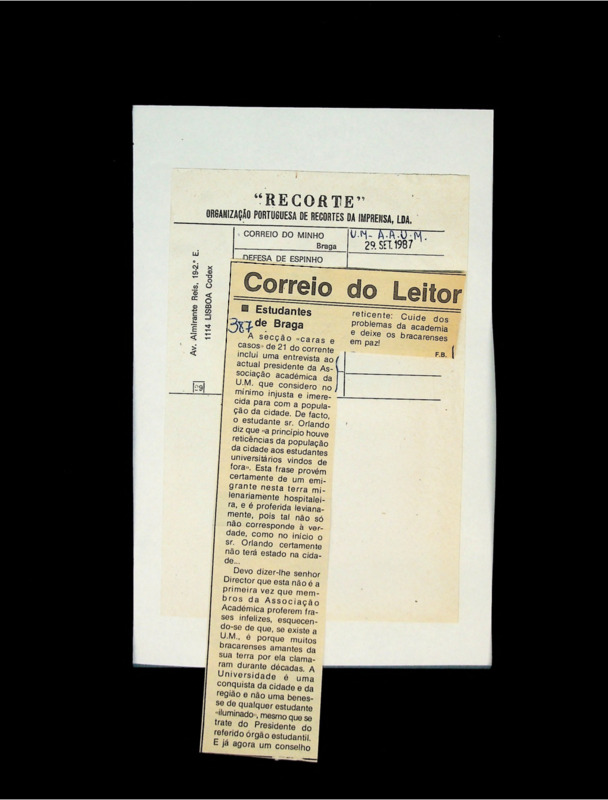 "RECORTE"
ORGANIZAÇÃO PORTUGUESA DE RECORTES DA IMPRENSA, LDA.
Av. Almirante Reis, 19-2.º E.
1114 LISBOA Codex
CORREIO DO MINHO
Braga
U.M- A.A.U.M.
29. SET. 1987
DEFESA DE ESPINHO
Correio do Leitor
■ Estudantes
de Braga
387
A secção «caras e
casos» de 21 do corrente
inclui uma entrevista ao
actual presidente da As-
sociação académica da
U.M. que considero no
mínimo injusta e imere-
cida para com a popula-
ção da cidade. De facto,
o estudante sr. Orlando
diz que «a princípio houve
reticências da população
da cidade aos estudantes
universitários vindos de
fora». Esta frase provém
certamente de um emi-
grante nesta terra mi-
lenariamente hospitalei-
ra, e é proferida leviana-
mente, pois tal não só
não corresponde à ver-
dade, como no início o
sr. Orlando certamente
não terá estado na cida-
de...
Devo dizer-lhe senhor
Director que esta não é a
primeira vez que mem-
bros da Associação
Académica proferem fra-
ses infelizes, esquecen-
do-se de que, se existe a
U.M., é porque muitos
bracarenses amantes da
sua terra por ela clama-
ram durante décadas. A
Universidade é uma
conquista da cidade e da
região e não uma benes-
se de qualquer estudante
«iluminado», mesmo que se
trate do Presidente do
referido órgão estudantil.
E já agora um conselho
reticente: Cuide dos
problemas da academia
e deixe os bracarenses
em paz!
F.B.